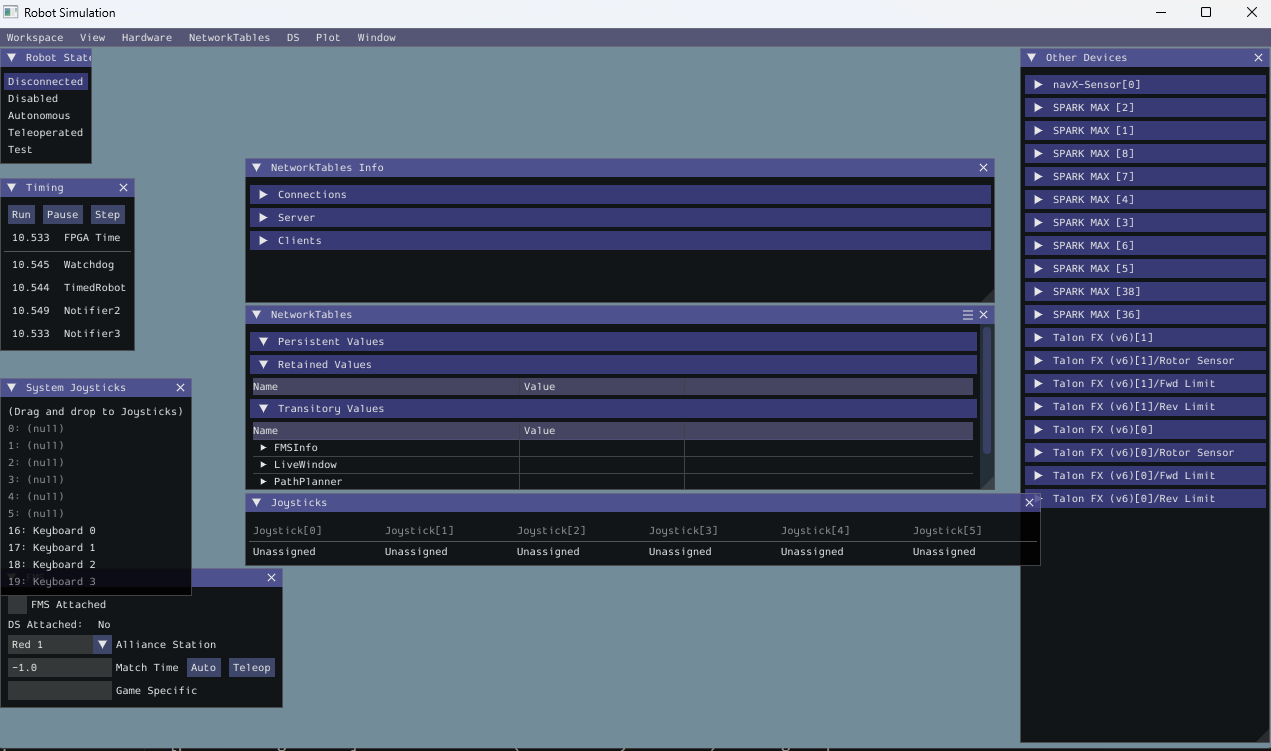 Robot Simulation
Workspace View Hardware NetworkTables DS Plot Window
Robot State
Disconnected
Disabled
Autonomous
Teleoperated
Test
Timing
Run Pause Step
10.533 FPGA Time
10.545 Watchdog
10.544 TimedRobot
10.549 Notifier2
10.533 Notifier3
System Joysticks
(Drag and drop to Joysticks)
0: (null)
1: (null)
2: (null)
3: (null)
4: (null)
5: (null)
16: Keyboard 0
17: Keyboard 1
18: Keyboard 2
19: Keyboard 3
FMS Attached
DS Attached: No
Red 1 Alliance Station
-1.0 Match Time Auto Teleop
Game Specific
NetworkTables Info
Connections
Server
Clients
NetworkTables
Persistent Values
Retained Values
Name Value
Transitory Values
Name Value
FMSInfo
LiveWindow
PathPlanner
Joysticks
Joystick[0] Joystick[1] Joystick[2] Joystick[3] Joystick[4] Joystick[5]
Unassigned Unassigned Unassigned Unassigned Unassigned Unassigned
Other Devices
navX-Sensor[0]
SPARK MAX [2]
SPARK MAX [1]
SPARK MAX [8]
SPARK MAX [7]
SPARK MAX [4]
SPARK MAX [3]
SPARK MAX [6]
SPARK MAX [5]
SPARK MAX [38]
SPARK MAX [36]
Talon FX (v6)[1]
Talon FX (v6)[1]/Rotor Sensor
Talon FX (v6)[1]/Fwd Limit
Talon FX (v6)[1]/Rev Limit
Talon FX (v6)[0]
Talon FX (v6)[0]/Rotor Sensor
Talon FX (v6)[0]/Fwd Limit
Talon FX (v6)[0]/Rev Limit